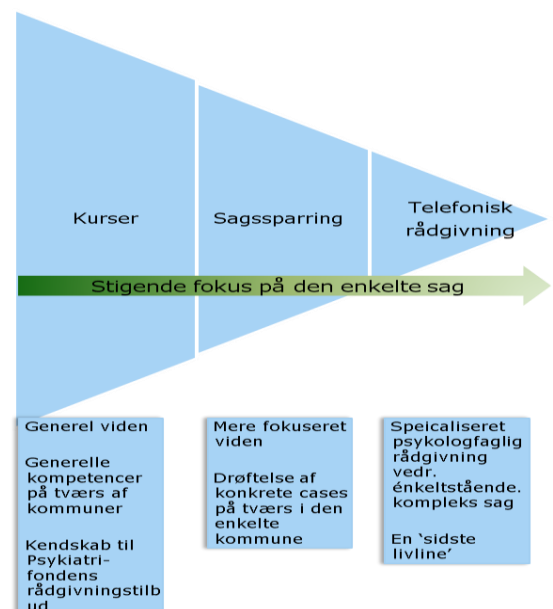 Kurser
Sagssparring
Telefonisk
rådgivning
Stigende fokus på den enkelte sag
Generel viden
Generelle
kompetencer
på tværs af
kommuner
Kendskab til
Psykiatri-
fondens
rådgivningstilb
ud
Mere fokuseret
viden
Drøftelse af
konkrete cases
på tværs i den
enkelte
kommune
Speicaliseret
psykologfaglig
rådgivning
vedr.
énkeltstående.
kompleks sag
En ‘sidste
livline’